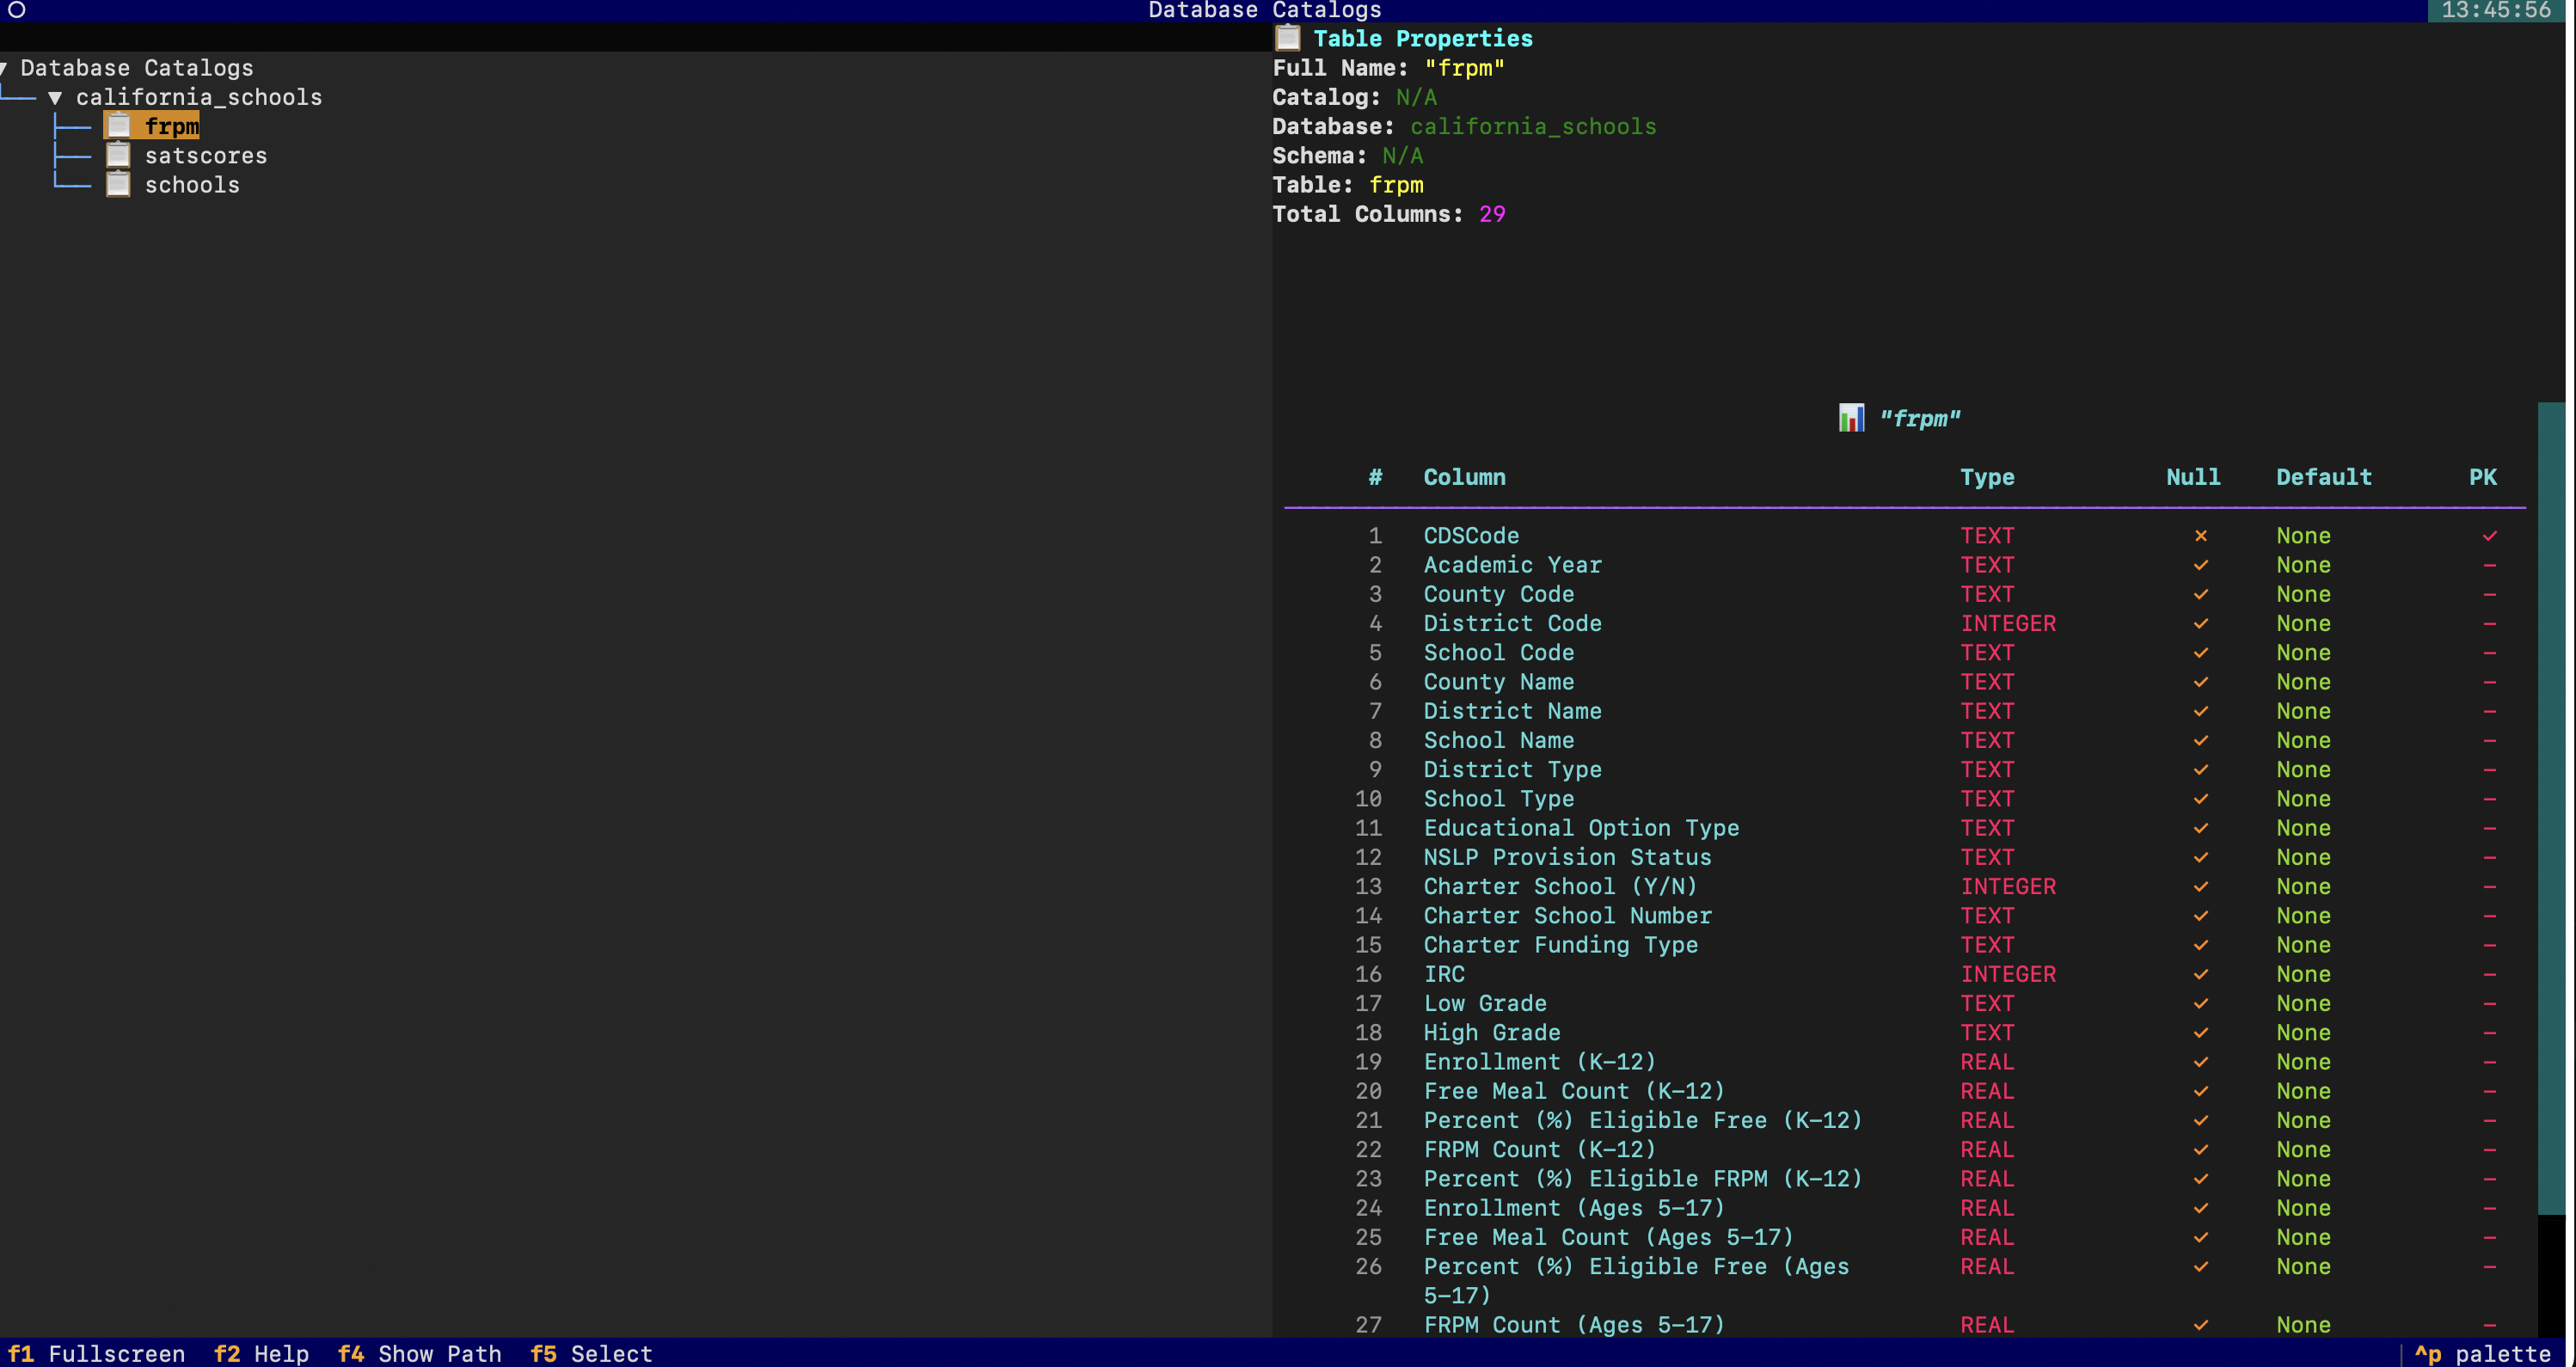 Database Catalogs 13:45:56
▼ Database Catalogs
▼ california_schools
frpm
satscores
schools
Table Properties
Full Name: "frpm"
Catalog: N/A
Database: california_schools
Schema: N/A
Table: frpm
Total Columns: 29
"frpm"
# Column Type Null Default PK
1 CDSCode TEXT ✗ None ✓
2 Academic Year TEXT ✓ None –
3 County Code TEXT ✓ None –
4 District Code INTEGER ✓ None –
5 School Code TEXT ✓ None –
6 County Name TEXT ✓ None –
7 District Name TEXT ✓ None –
8 School Name TEXT ✓ None –
9 District Type TEXT ✓ None –
10 School Type TEXT ✓ None –
11 Educational Option Type TEXT ✓ None –
12 NSLP Provision Status TEXT ✓ None –
13 Charter School (Y/N) INTEGER ✓ None –
14 Charter School Number TEXT ✓ None –
15 Charter Funding Type TEXT ✓ None –
16 IRC INTEGER ✓ None –
17 Low Grade TEXT ✓ None –
18 High Grade TEXT ✓ None –
19 Enrollment (K-12) REAL ✓ None –
20 Free Meal Count (K-12) REAL ✓ None –
21 Percent (%) Eligible Free (K-12) REAL ✓ None –
22 FRPM Count (K-12) REAL ✓ None –
23 Percent (%) Eligible FRPM (K-12) REAL ✓ None –
24 Enrollment (Ages 5-17) REAL ✓ None –
25 Free Meal Count (Ages 5-17) REAL ✓ None –
26 Percent (%) Eligible Free (Ages REAL ✓ None –
5-17)
27 FRPM Count (Ages 5-17) REAL ✓ None –
f1 Fullscreen f2 Help f4 Show Path f5 Select ^p palette